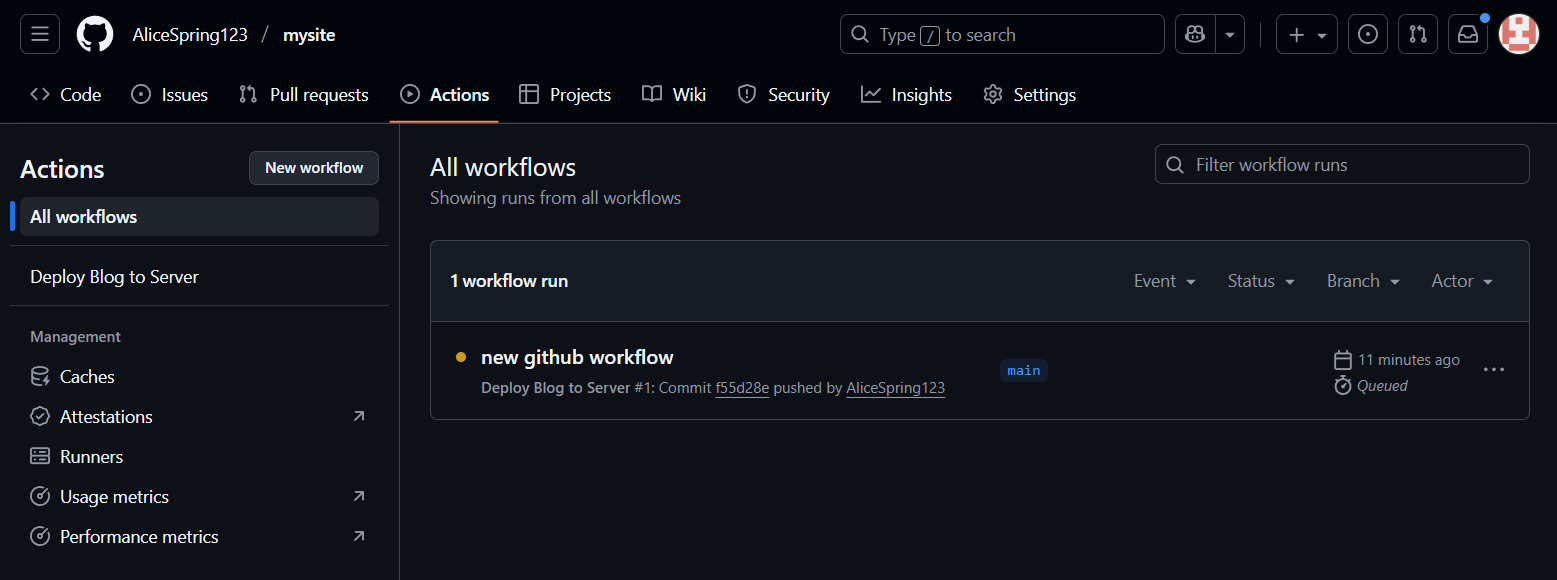 AliceSpring123 / mysite
Type / to search
Code Issues Pull requests Actions Projects Wiki Security Insights Settings
Actions
New workflow
All workflows
Deploy Blog to Server
Management
Caches
Attestations
Runners
Usage metrics
Performance metrics
All workflows
Showing runs from all workflows
Filter workflow runs
1 workflow run
Event Status Branch Actor
new github workflow
Deploy Blog to Server #1: Commit f55d28e pushed by AliceSpring123
main
11 minutes ago
Queued